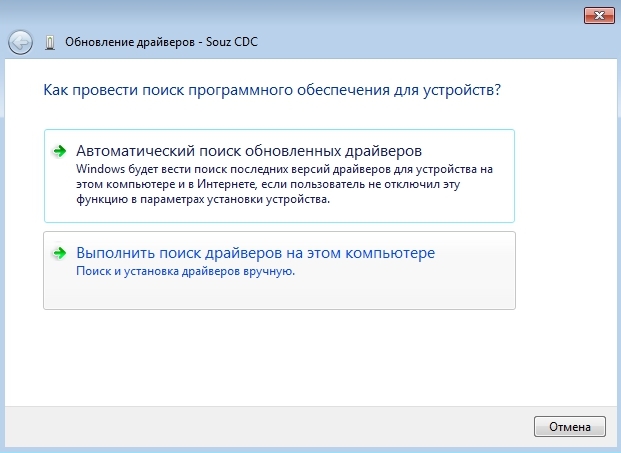 Обновление драйверов - Souz CDC
Как провести поиск программного обеспечения для устройств?
Автоматический поиск обновленных драйверов
Windows будет вести поиск последних версий драйверов для устройства на
этом компьютере и в Интернете, если пользователь не отключил эту
функцию в параметрах установки устройства.
Выполнить поиск драйверов на этом компьютере
Поиск и установка драйверов вручную.
Отмена